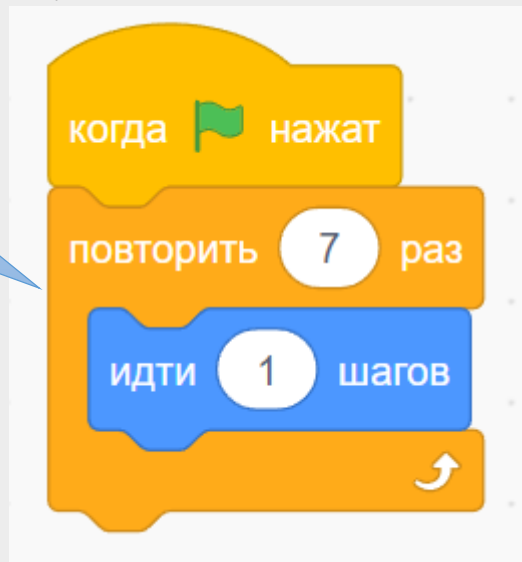 когда нажат
повторить 7 раз
идти 1 шагов